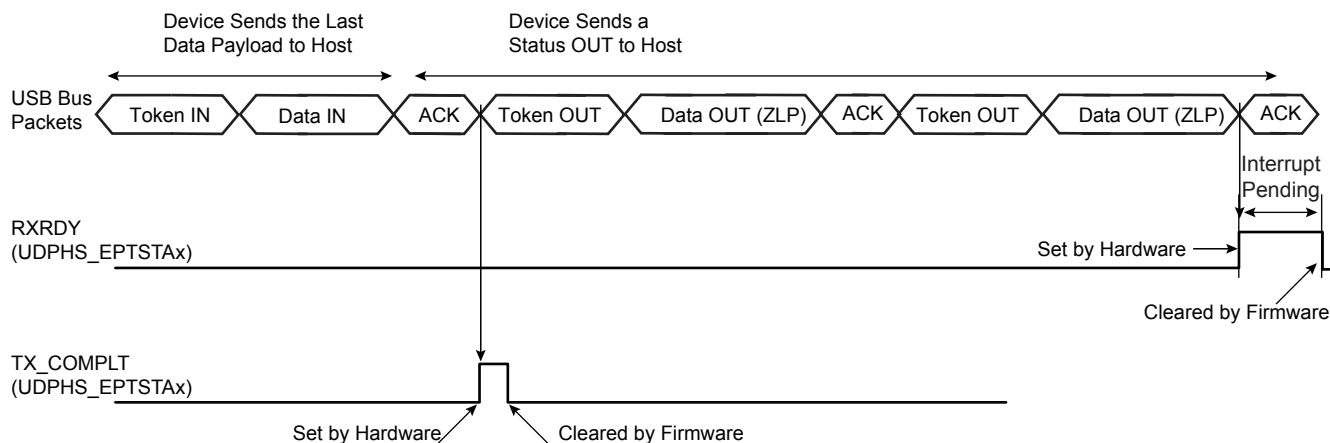 Device Sends the Last
Data Payload to Host
Device Sends a
Status OUT to Host
USB Bus
Packets
Token IN
Data IN
ACK
Token OUT
Data OUT (ZLP)
ACK
Token OUT
Data OUT (ZLP)
ACK
Interrupt
Pending
RXRDY
(UDPHS_EPTSTAx)
Set by Hardware
Cleared by Firmware
TX_COMPLT
(UDPHS_EPTSTAx)
Set by Hardware
Cleared by Firmware